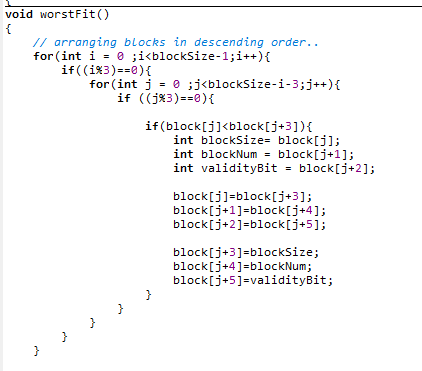 }
void worstFit()
{
    // arranging blocks in descending order..
    for(int i = 0 ;i<blockSize-1;i++){
        if((i%3)==0){
            for(int j = 0 ;j<blockSize-i-3;j++){
                if ((j%3)==0){

                    if(block[j]<block[j+3]){
                        int blockSize= block[j];
                        int blockNum = block[j+1];
                        int validityBit = block[j+2];

                        block[j]=block[j+3];
                        block[j+1]=block[j+4];
                        block[j+2]=block[j+5];

                        block[j+3]=blockSize;
                        block[j+4]=blockNum;
                        block[j+5]=validityBit;
                    }
                }
            }
        }
    }